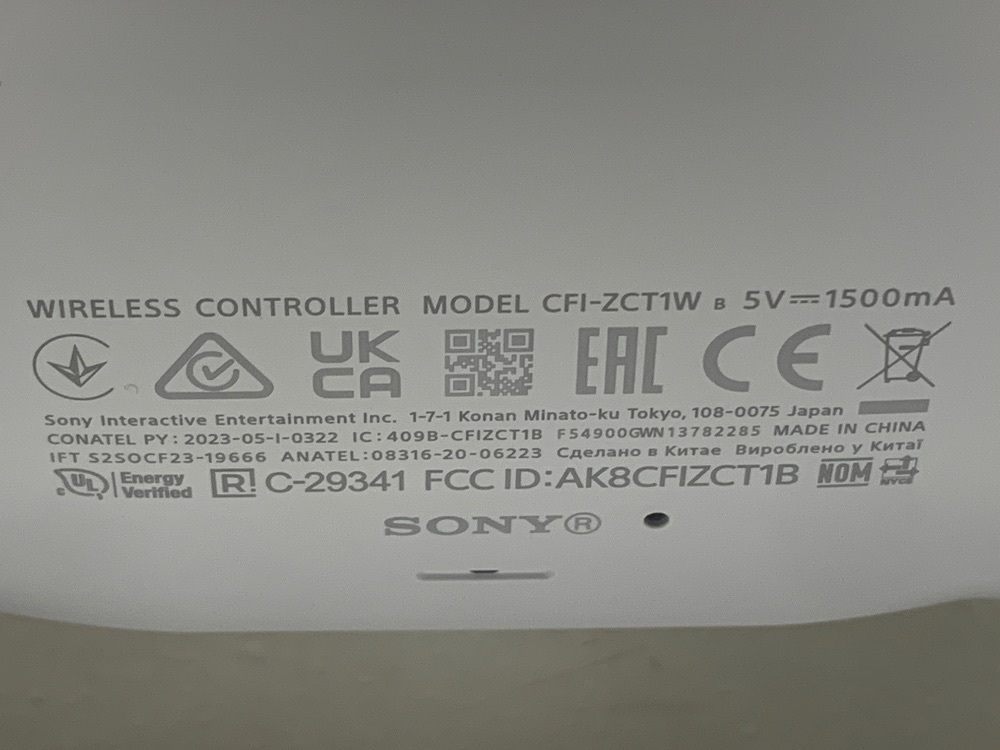 WIRELESS CONTROLLER MODEL CFI-ZCT1W B 5V⎓1500mA
UK CA EAC CE
Sony Interactive Entertainment Inc. 1-7-1 Konan Minato-ku Tokyo, 108-0075 Japan
CONATEL PY: 2023-05-I-0322 IC: 409B-CFIZCT1B F54900GWN13782285 MADE IN CHINA
IFT S2SOCF23-19666 ANATEL:08316-20-06223 Сделано в Китае Вироблено у Китаї
c UL Energy Verified R! C-29341 FCC ID:AK8CFIZCT1B NOM NYCE
SONY®